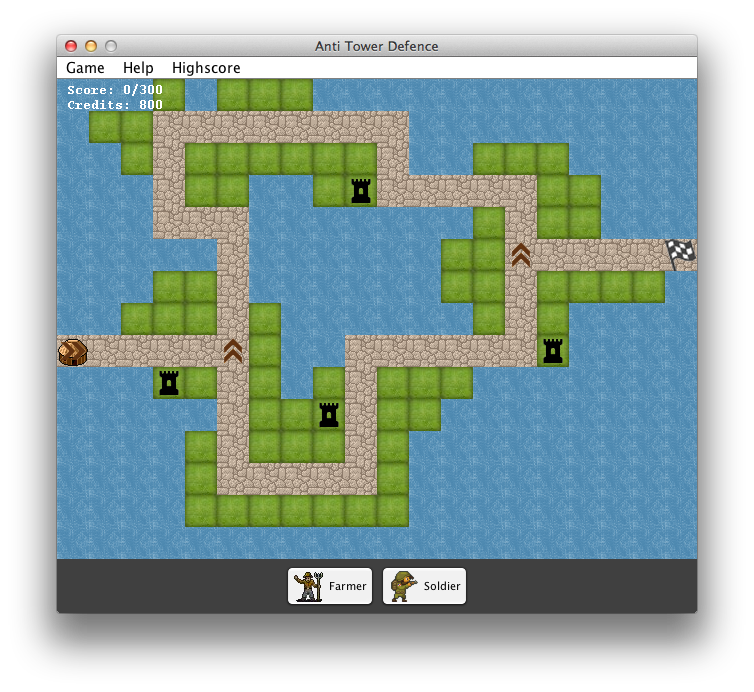 Anti Tower Defence
Game Help Highscore
Score: 0/300
Credits: 800
Farmer Soldier